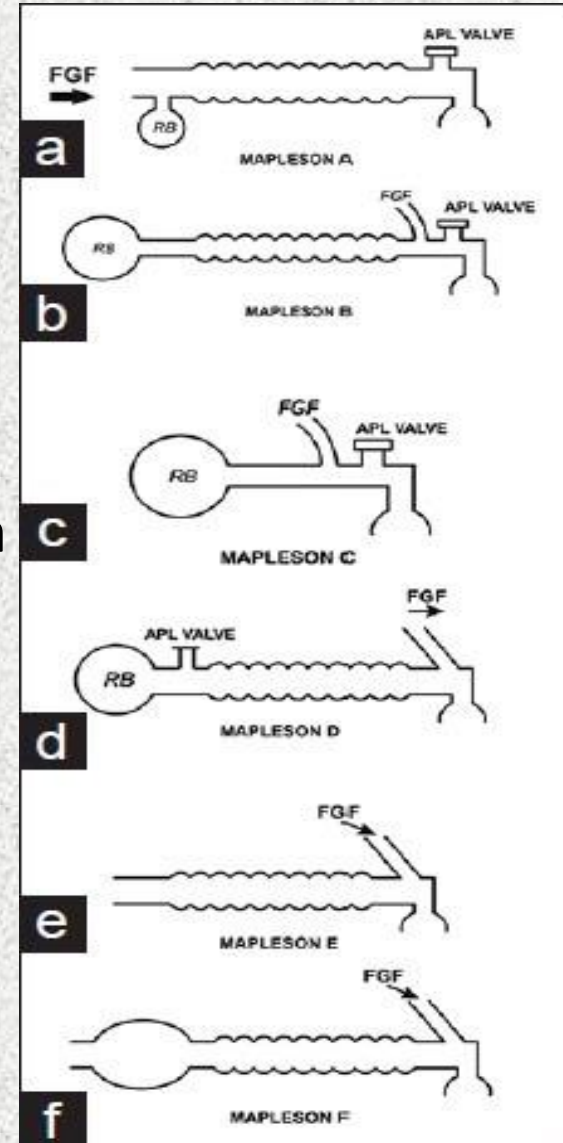 APL VALVE
FGF
RB
a
MAPLESON A
FGF
APL VALVE
RB
b
MAPLESON B
FGF
APL VALVE
RB
n
c
MAPLESON C
FGF
APL VALVE
RB
d
MAPLESON D
FGF
e
MAPLESON E
FGF
f
MAPLESON F